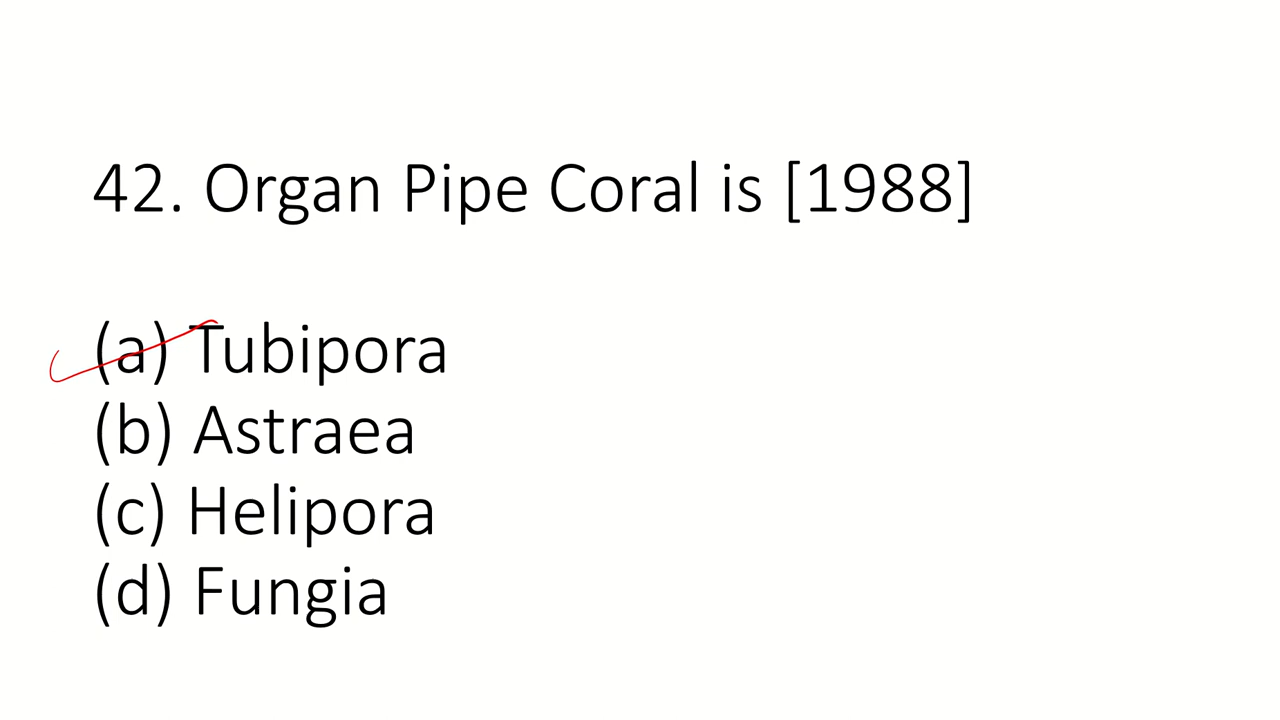 42. Organ Pipe Coral is [1988]
(a) Tubipora
(b) Astraea
(c) Helipora
(d) Fungia